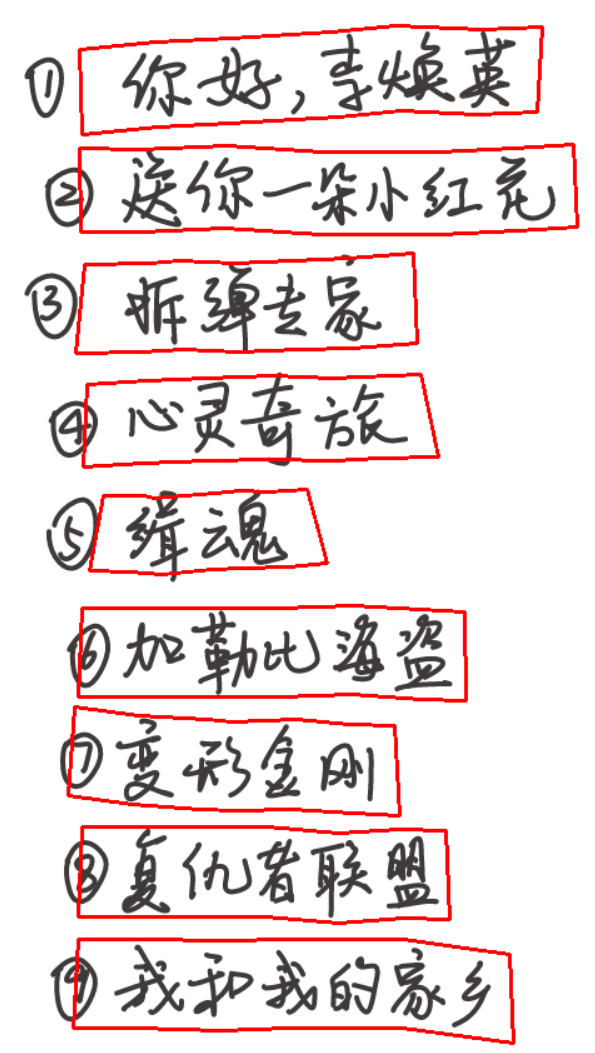 ① 你好,李焕英
② 送你一朵小红花
③ 拆弹专家
④ 心灵奇旅
⑤ 缉魂
⑥ 加勒比海盗
⑦ 变形金刚
⑧ 复仇者联盟
⑨ 我和我的家乡